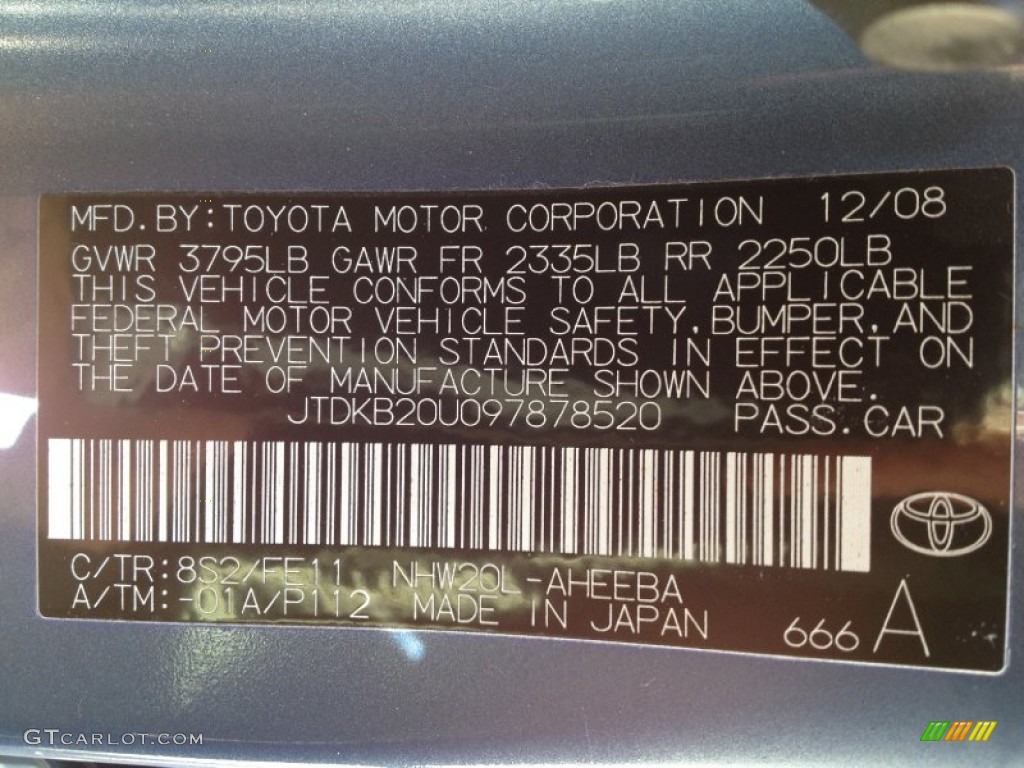 MFD.BY:TOYOTA MOTOR CORPORATION 12/08
GVWR 3795LB GAWR FR 2335LB RR 2250LB
THIS VEHICLE CONFORMS TO ALL APPLICABLE
FEDERAL MOTOR VEHICLE SAFETY,BUMPER,AND
THEFT PREVENTION STANDARDS IN EFFECT ON
THE DATE OF MANUFACTURE SHOWN ABOVE.
JTDKB20U097878520 PASS.CAR
C/TR:8S2/FE11 NHW20L-AHEEBA
A/TM:-01A/P112 MADE IN JAPAN
666 A
GTCARLOT.COM